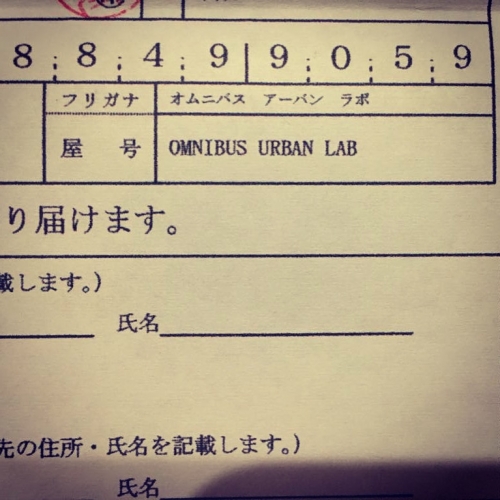 8 8 4 9 9 0 5 9
フリガナ オムニバス アーバン ラボ
屋 号 OMNIBUS URBAN LAB
り届けます。
載します。)
氏名
先の住所・氏名を記載します。)
氏名